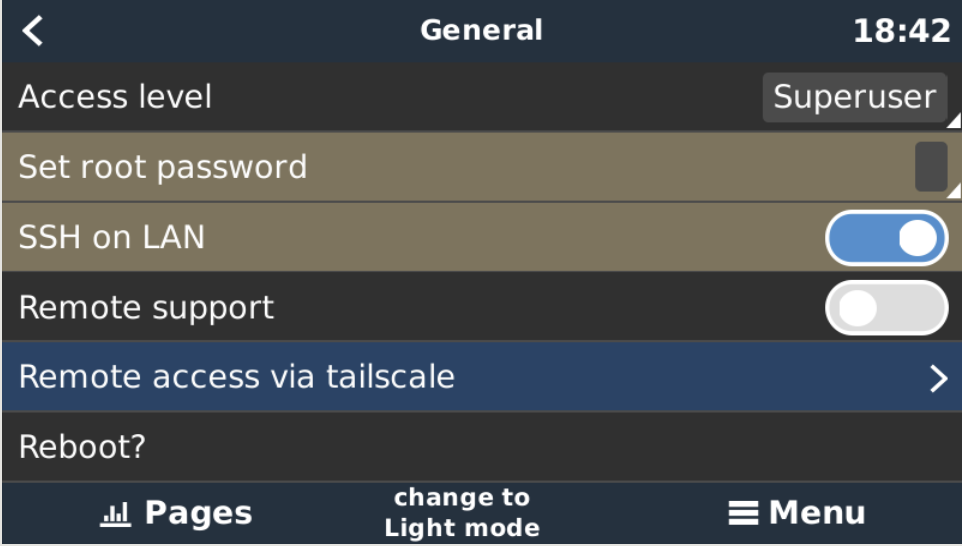 General
18:42
Access level
Superuser
Set root password
SSH on LAN
Remote support
Remote access via tailscale
Reboot?
Pages
change to
Light mode
Menu